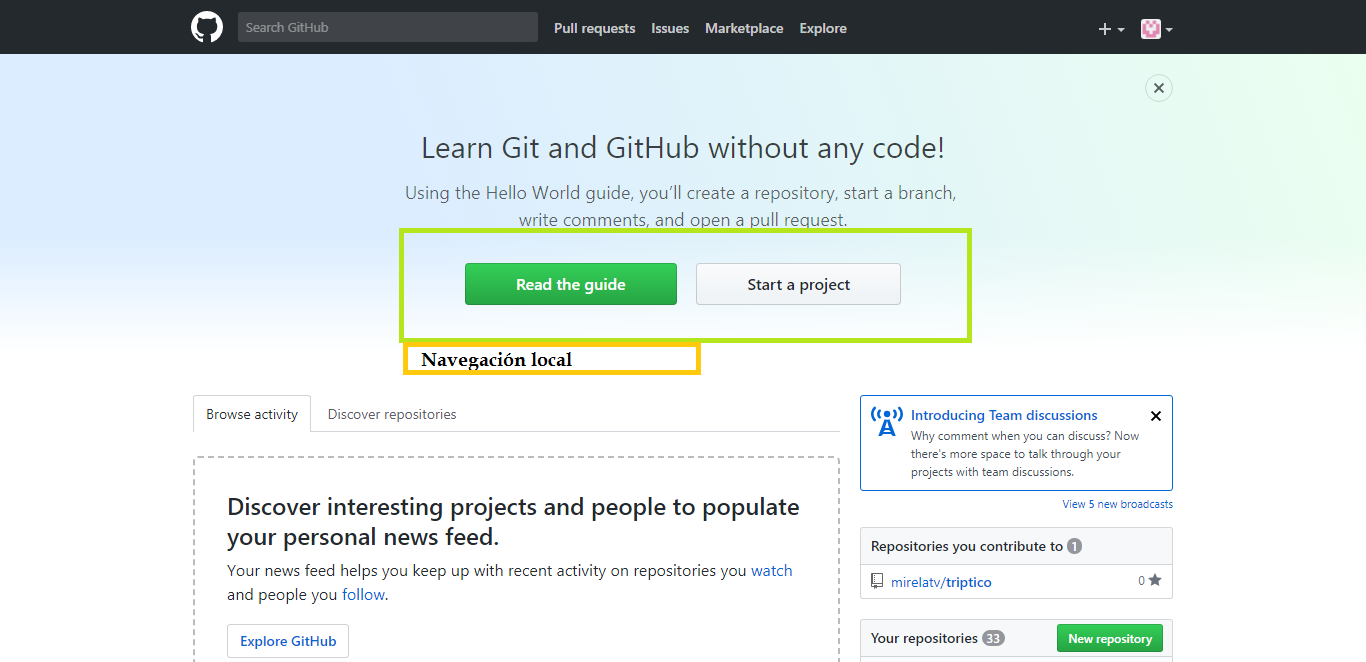 Search GitHub
Pull requests
Issues
Marketplace
Explore
Learn Git and GitHub without any code!
Using the Hello World guide, you’ll create a repository, start a branch,
write comments, and open a pull request.
Read the guide
Start a project
Navegación local
Browse activity
Discover repositories
Discover interesting projects and people to populate
your personal news feed.
Your news feed helps you keep up with recent activity on repositories you watch
and people you follow.
Explore GitHub
Introducing Team discussions
Why comment when you can discuss? Now
there's more space to talk through your
projects with team discussions.
View 5 new broadcasts
Repositories you contribute to 1
mirelatv/triptico 0
Your repositories 33
New repository